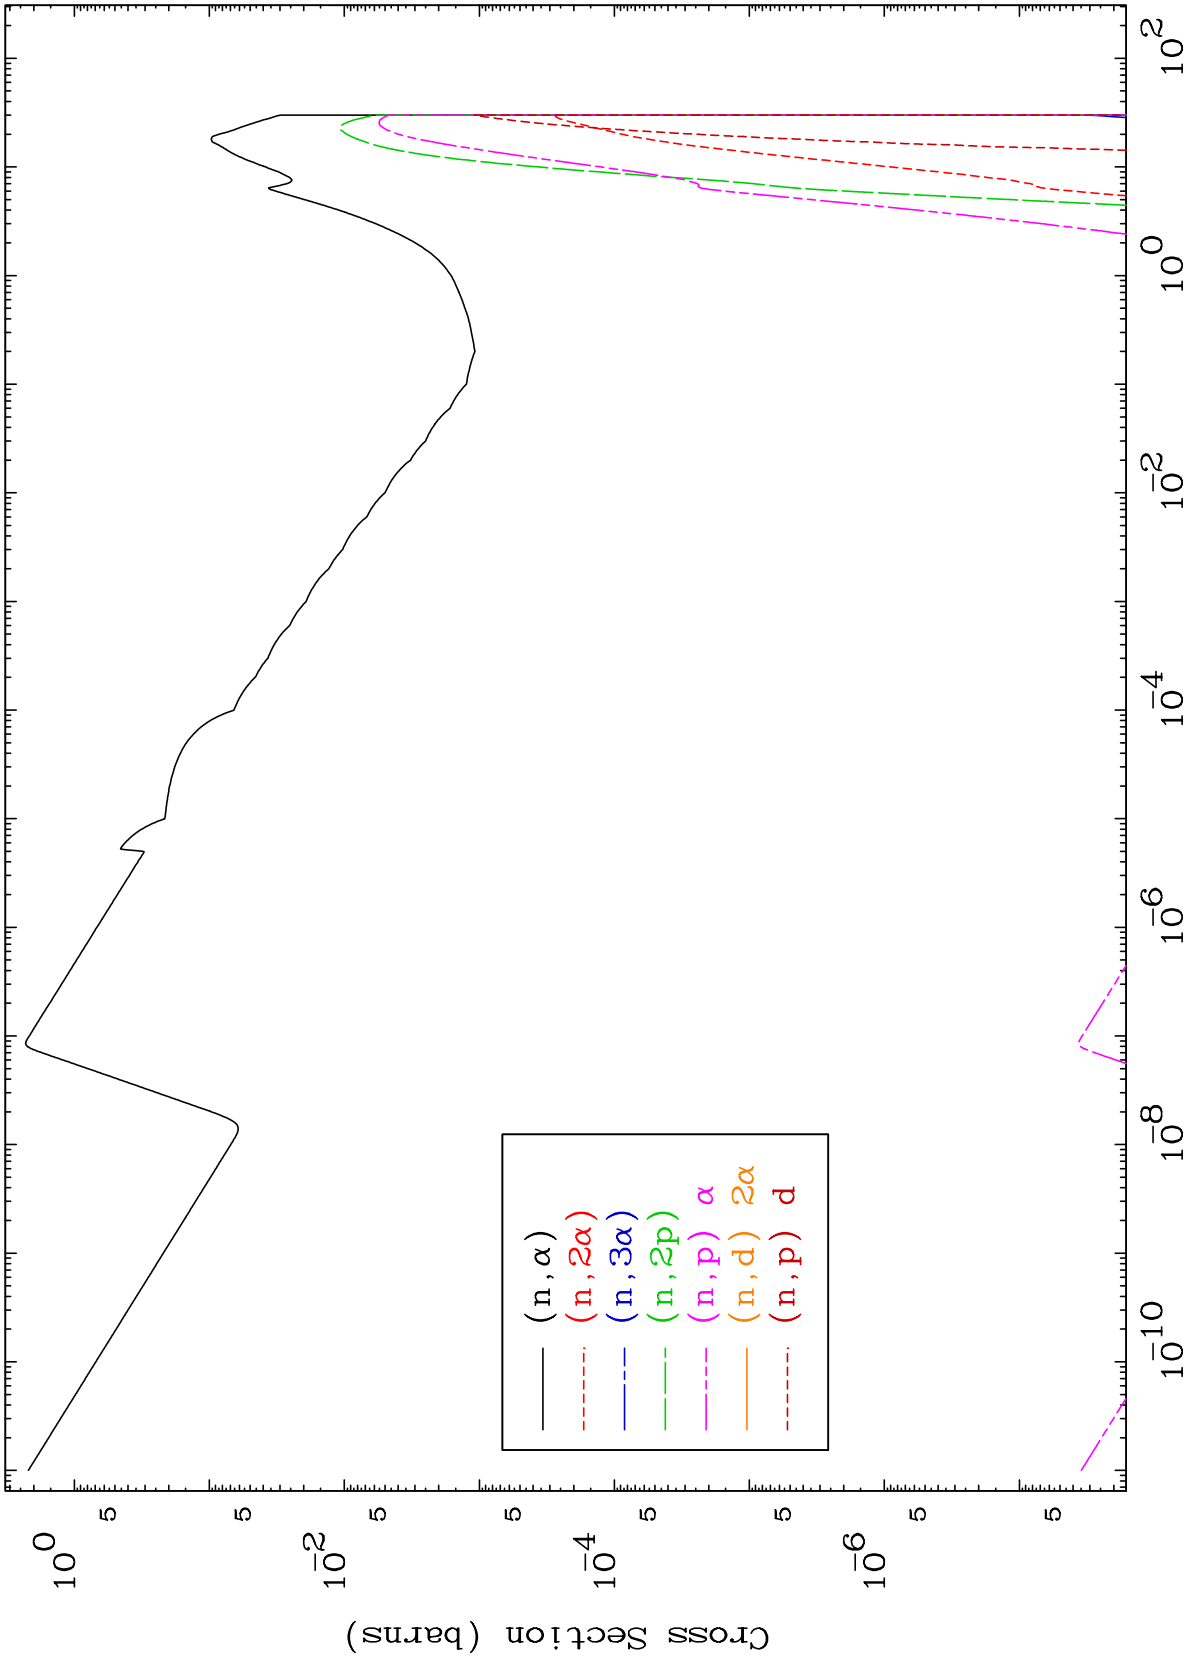 Cross Section (barns)
10^0
5
5
10^-2
5
5
10^-4
5
5
10^-6
5
(n,α)
(n,2α)
(n,3α)
(n,2p)
(n,p) α
(n,d) 2α
(n,p) d
10^-10
10^-8
10^-6
10^-4
10^-2
10^0
10^2